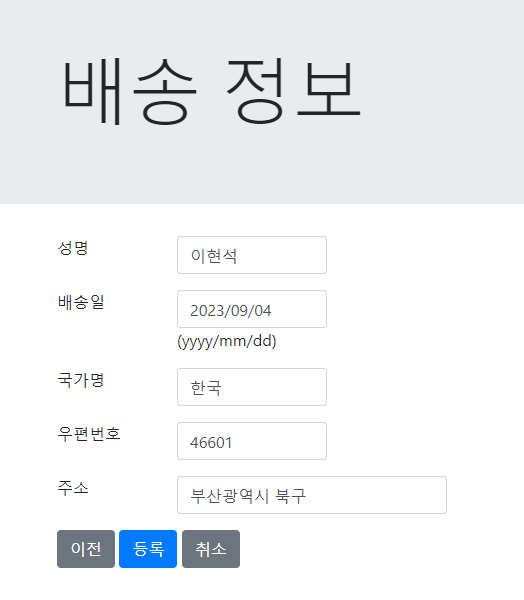 배송 정보
성명 이현석
배송일 2023/09/04
(yyyy/mm/dd)
국가명 한국
우편번호 46601
주소 부산광역시 북구
이전 등록 취소